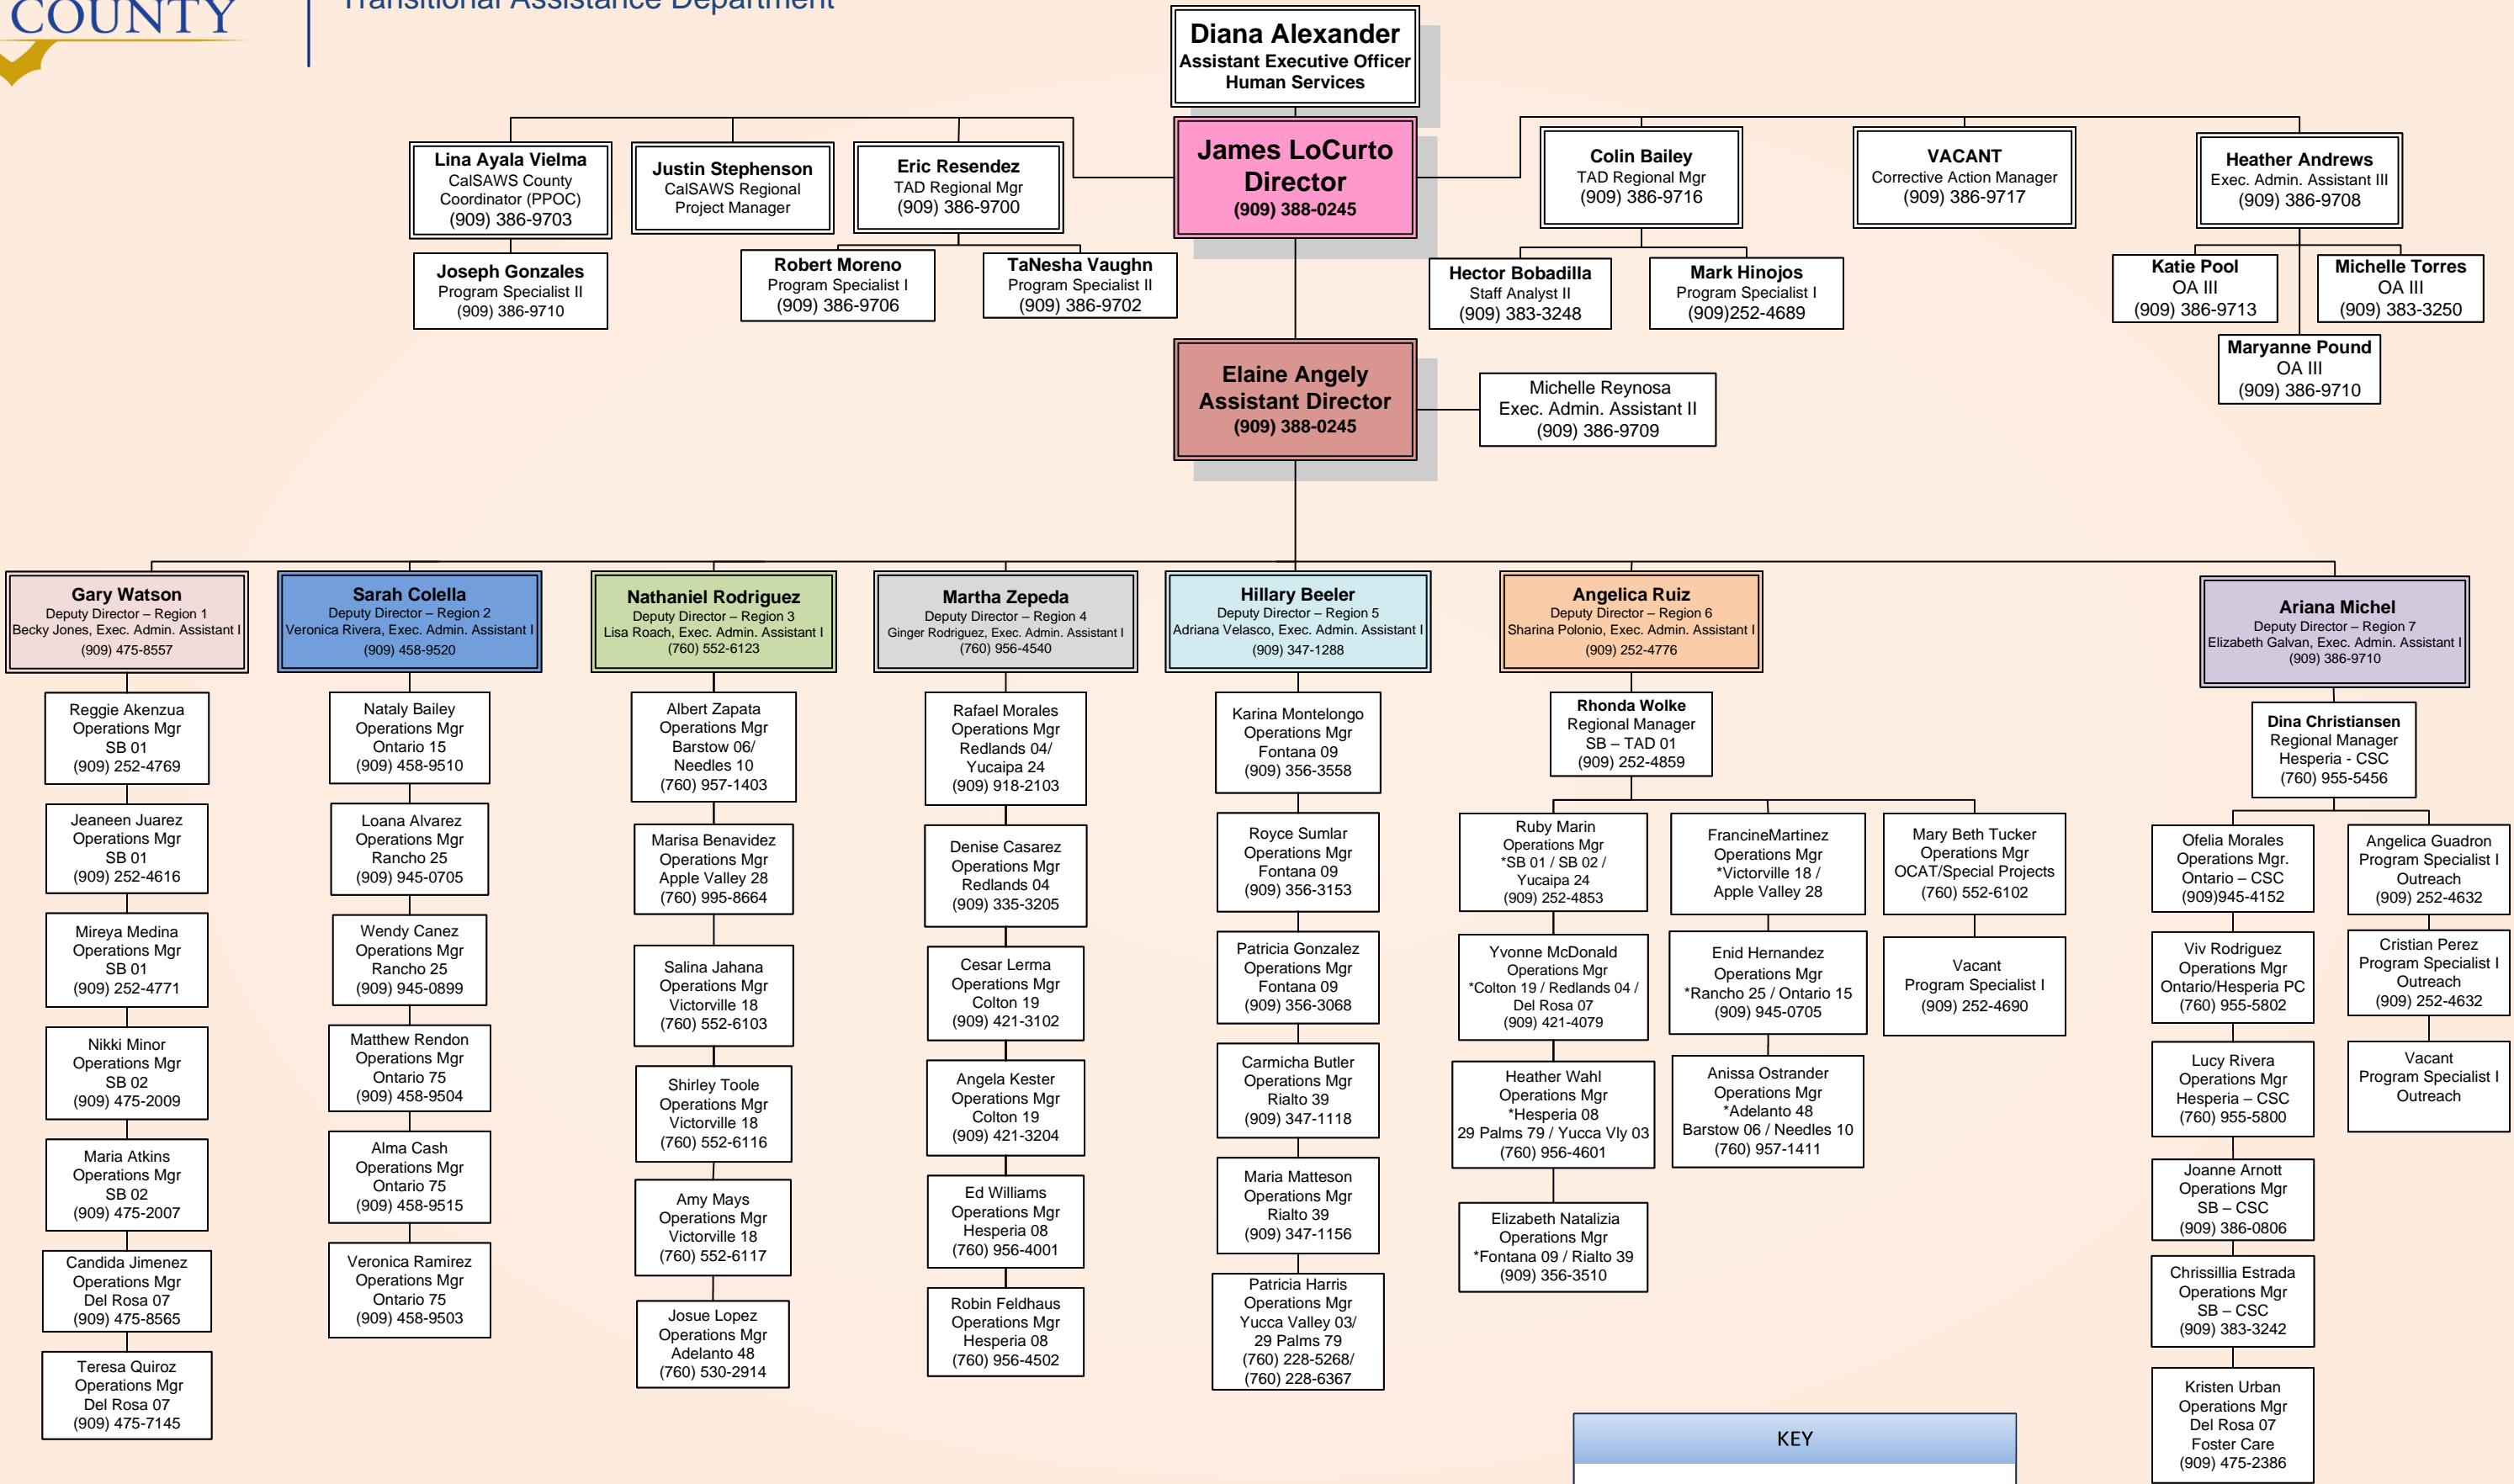 COUNTY
Transitional Assistance Department
Diana Alexander
Assistant Executive Officer
Human Services
James LoCurto
Director
(909) 388-0245
Lina Ayala Vielma
CalSAWS County
Coordinator (PPOC)
(909) 386-9703
Justin Stephenson
CalSAWS Regional
Project Manager
Eric Resendez
TAD Regional Mgr
(909) 386-9700
Colin Bailey
TAD Regional Mgr
(909) 386-9716
VACANT
Corrective Action Manager
(909) 386-9717
Heather Andrews
Exec. Admin. Assistant III
(909) 386-9708
Joseph Gonzales
Program Specialist II
(909) 386-9710
Robert Moreno
Program Specialist I
(909) 386-9706
TaNesha Vaughn
Program Specialist II
(909) 386-9702
Hector Bobadilla
Staff Analyst II
(909) 383-3248
Mark Hinojos
Program Specialist I
(909)252-4689
Katie Pool
OA III
(909) 386-9713
Michelle Torres
OA III
(909) 383-3250
Maryanne Pound
OA III
(909) 386-9710
Elaine Angely
Assistant Director
(909) 388-0245
Michelle Reynosa
Exec. Admin. Assistant II
(909) 386-9709
Gary Watson
Deputy Director – Region 1
Becky Jones, Exec. Admin. Assistant I
(909) 475-8557
Reggie Akenzua
Operations Mgr
SB 01
(909) 252-4769
Jeaneen Juarez
Operations Mgr
SB 01
(909) 252-4616
Mireya Medina
Operations Mgr
SB 01
(909) 252-4771
Nikki Minor
Operations Mgr
SB 02
(909) 475-2009
Maria Atkins
Operations Mgr
SB 02
(909) 475-2007
Candida Jimenez
Operations Mgr
Del Rosa 07
(909) 475-8565
Teresa Quiroz
Operations Mgr
Del Rosa 07
(909) 475-7145
Sarah Colella
Deputy Director – Region 2
Veronica Rivera, Exec. Admin. Assistant I
(909) 458-9520
Nataly Bailey
Operations Mgr
Ontario 15
(909) 458-9510
Loana Alvarez
Operations Mgr
Rancho 25
(909) 945-0705
Wendy Canez
Operations Mgr
Rancho 25
(909) 945-0899
Matthew Rendon
Operations Mgr
Ontario 75
(909) 458-9504
Alma Cash
Operations Mgr
Ontario 75
(909) 458-9515
Veronica Ramirez
Operations Mgr
Ontario 75
(909) 458-9503
Nathaniel Rodriguez
Deputy Director – Region 3
Lisa Roach, Exec. Admin. Assistant I
(760) 552-6123
Albert Zapata
Operations Mgr
Barstow 06/
Needles 10
(760) 957-1403
Marisa Benavidez
Operations Mgr
Apple Valley 28
(760) 995-8664
Salina Jahana
Operations Mgr
Victorville 18
(760) 552-6103
Shirley Toole
Operations Mgr
Victorville 18
(760) 552-6116
Amy Mays
Operations Mgr
Victorville 18
(760) 552-6117
Josue Lopez
Operations Mgr
Adelanto 48
(760) 530-2914
Martha Zepeda
Deputy Director – Region 4
Ginger Rodriguez, Exec. Admin. Assistant I
(760) 956-4540
Rafael Morales
Operations Mgr
Redlands 04/
Yucaipa 24
(909) 918-2103
Denise Casarez
Operations Mgr
Redlands 04
(909) 335-3205
Cesar Lerma
Operations Mgr
Colton 19
(909) 421-3102
Angela Kester
Operations Mgr
Colton 19
(909) 421-3204
Ed Williams
Operations Mgr
Hesperia 08
(760) 956-4001
Robin Feldhaus
Operations Mgr
Hesperia 08
(760) 956-4502
Hillary Beeler
Deputy Director – Region 5
Adriana Velasco, Exec. Admin. Assistant I
(909) 347-1288
Karina Montelongo
Operations Mgr
Fontana 09
(909) 356-3558
Royce Sumlar
Operations Mgr
Fontana 09
(909) 356-3153
Patricia Gonzalez
Operations Mgr
Fontana 09
(909) 356-3068
Carmicha Butler
Operations Mgr
Rialto 39
(909) 347-1118
Maria Matteson
Operations Mgr
Rialto 39
(909) 347-1156
Patricia Harris
Operations Mgr
Yucca Valley 03/
29 Palms 79
(760) 228-5268/
(760) 228-6367
Angelica Ruiz
Deputy Director – Region 6
Sharina Polonio, Exec. Admin. Assistant I
(909) 252-4776
Rhonda Wolke
Regional Manager
SB – TAD 01
(909) 252-4859
Ruby Marin
Operations Mgr
*SB 01 / SB 02 /
Yucaipa 24
(909) 252-4853
Yvonne McDonald
Operations Mgr
*Colton 19 / Redlands 04 /
Del Rosa 07
(909) 421-4079
Heather Wahl
Operations Mgr
*Hesperia 08
29 Palms 79 / Yucca Vly 03
(760) 956-4601
Elizabeth Natalizia
Operations Mgr
*Fontana 09 / Rialto 39
(909) 356-3510
FrancineMartinez
Operations Mgr
*Victorville 18 /
Apple Valley 28
Enid Hernandez
Operations Mgr
*Rancho 25 / Ontario 15
(909) 945-0705
Anissa Ostrander
Operations Mgr
*Adelanto 48
Barstow 06 / Needles 10
(760) 957-1411
Mary Beth Tucker
Operations Mgr
OCAT/Special Projects
(760) 552-6102
Vacant
Program Specialist I
(909) 252-4690
Ariana Michel
Deputy Director – Region 7
Elizabeth Galvan, Exec. Admin. Assistant I
(909) 386-9710
Dina Christiansen
Regional Manager
Hesperia - CSC
(760) 955-5456
Ofelia Morales
Operations Mgr.
Ontario – CSC
(909)945-4152
Viv Rodriguez
Operations Mgr
Ontario/Hesperia PC
(760) 955-5802
Lucy Rivera
Operations Mgr
Hesperia – CSC
(760) 955-5800
Joanne Arnott
Operations Mgr
SB – CSC
(909) 386-0806
Chrissillia Estrada
Operations Mgr
SB – CSC
(909) 383-3242
Kristen Urban
Operations Mgr
Del Rosa 07
Foster Care
(909) 475-2386
Angelica Guadron
Program Specialist I
Outreach
(909) 252-4632
Cristian Perez
Program Specialist I
Outreach
(909) 252-4632
Vacant
Program Specialist I
Outreach
KEY